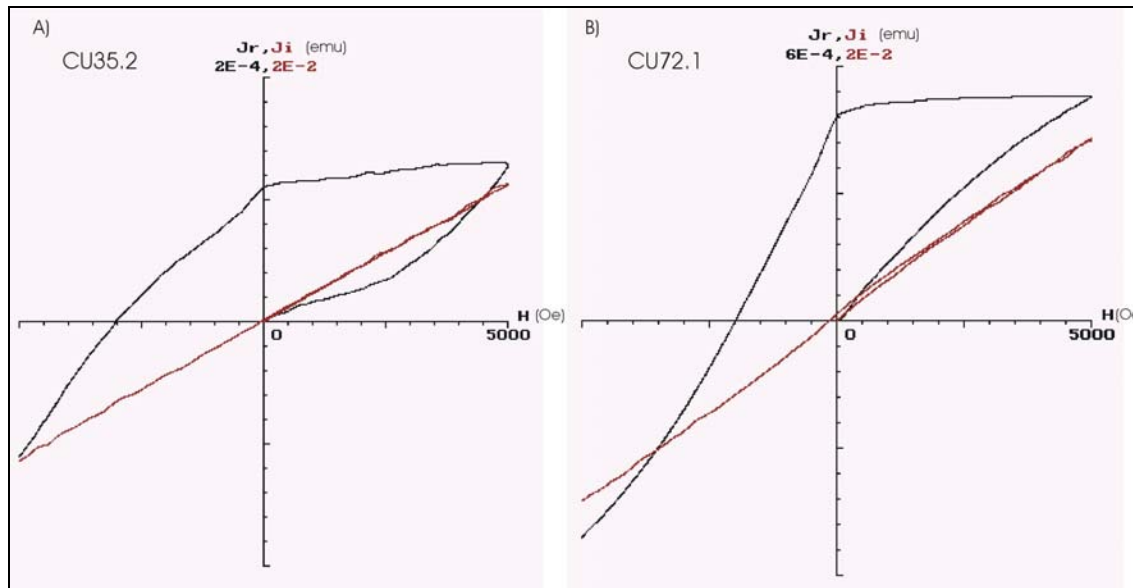 A)
CU35.2
Jr,Ji (emu)
2E-4,2E-2
H (Oe)
0
5000
B)
CU72.1
Jr,Ji (emu)
6E-4,2E-2
H (O
0
5000